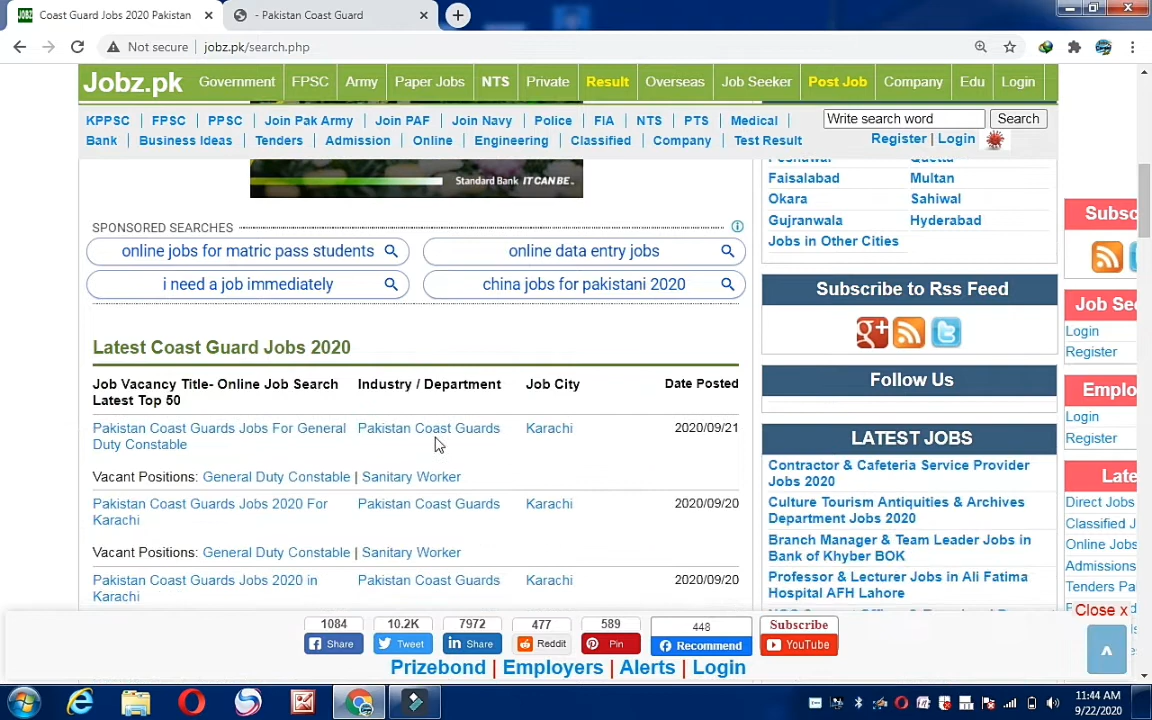 Coast Guard Jobs 2020 Pakistan
- Pakistan Coast Guard
Not secure | jobz.pk/search.php
Jobz.pk Government FPSC Army Paper Jobs NTS Private Result Overseas Job Seeker Post Job Company Edu Login
KPPSC | FPSC | PPSC | Join Pak Army | Join PAF | Join Navy | Police | FIA | NTS | PTS | Medical |
Write search word Search
Bank | Business Ideas | Tenders | Admission | Online | Engineering | Classified | Company | Test Result
Register | Login
Standard Bank IT CAN BE.
SPONSORED SEARCHES
online jobs for matric pass students
online data entry jobs
i need a job immediately
china jobs for pakistani 2020
Latest Coast Guard Jobs 2020
Job Vacancy Title- Online Job Search Latest Top 50
Industry / Department
Job City
Date Posted
Pakistan Coast Guards Jobs For General Duty Constable
Pakistan Coast Guards
Karachi
2020/09/21
Vacant Positions: General Duty Constable | Sanitary Worker
Pakistan Coast Guards Jobs 2020 For Karachi
Pakistan Coast Guards
Karachi
2020/09/20
Vacant Positions: General Duty Constable | Sanitary Worker
Pakistan Coast Guards Jobs 2020 in Karachi
Pakistan Coast Guards
Karachi
2020/09/20
Faisalabad Multan
Okara Sahiwal
Gujranwala Hyderabad
Jobs in Other Cities
Subscribe to Rss Feed
Follow Us
LATEST JOBS
Contractor & Cafeteria Service Provider
Jobs 2020
Culture Tourism Antiquities & Archives
Department Jobs 2020
Branch Manager & Team Leader Jobs in
Bank of Khyber BOK
Professor & Lecturer Jobs in Ali Fatima
Hospital AFH Lahore
Subsc
Job Se
Login
Register
Emplo
Login
Register
Late
Direct Jobs
Classified J
Online Jobs
Admissions
Tenders Pa
Close x
1084 10.2K 7972 477 589 448 Subscribe
Share Tweet Share Reddit Pin Recommend YouTube
Prizebond | Employers | Alerts | Login
11:44 AM
9/22/2020